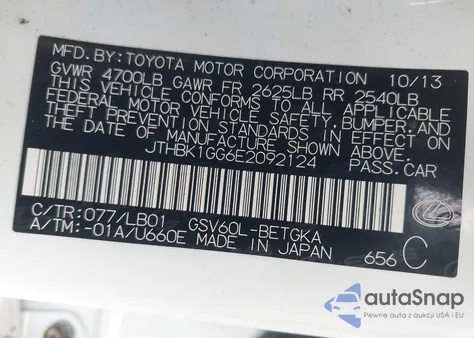 MFD. BY: TOYOTA MOTOR CORPORATION 10/13
GVWR 4700LB GAWR FR 2625LB RR 2540LB
THIS VEHICLE CONFORMS TO ALL APPLICABLE
FEDERAL MOTOR VEHICLE SAFETY, BUMPER, AND
THEFT PREVENTION STANDARDS IN EFFECT ON
THE DATE OF MANUFACTURE SHOWN ABOVE.
JTHBK1GG6E2092124 PASS. CAR
C/TR: 077/LB01 GSV60L-BETGKA
A/TM: -01A/U660E MADE IN JAPAN 656 C
autoSnap
Pewne auta z aukcji USA i EU